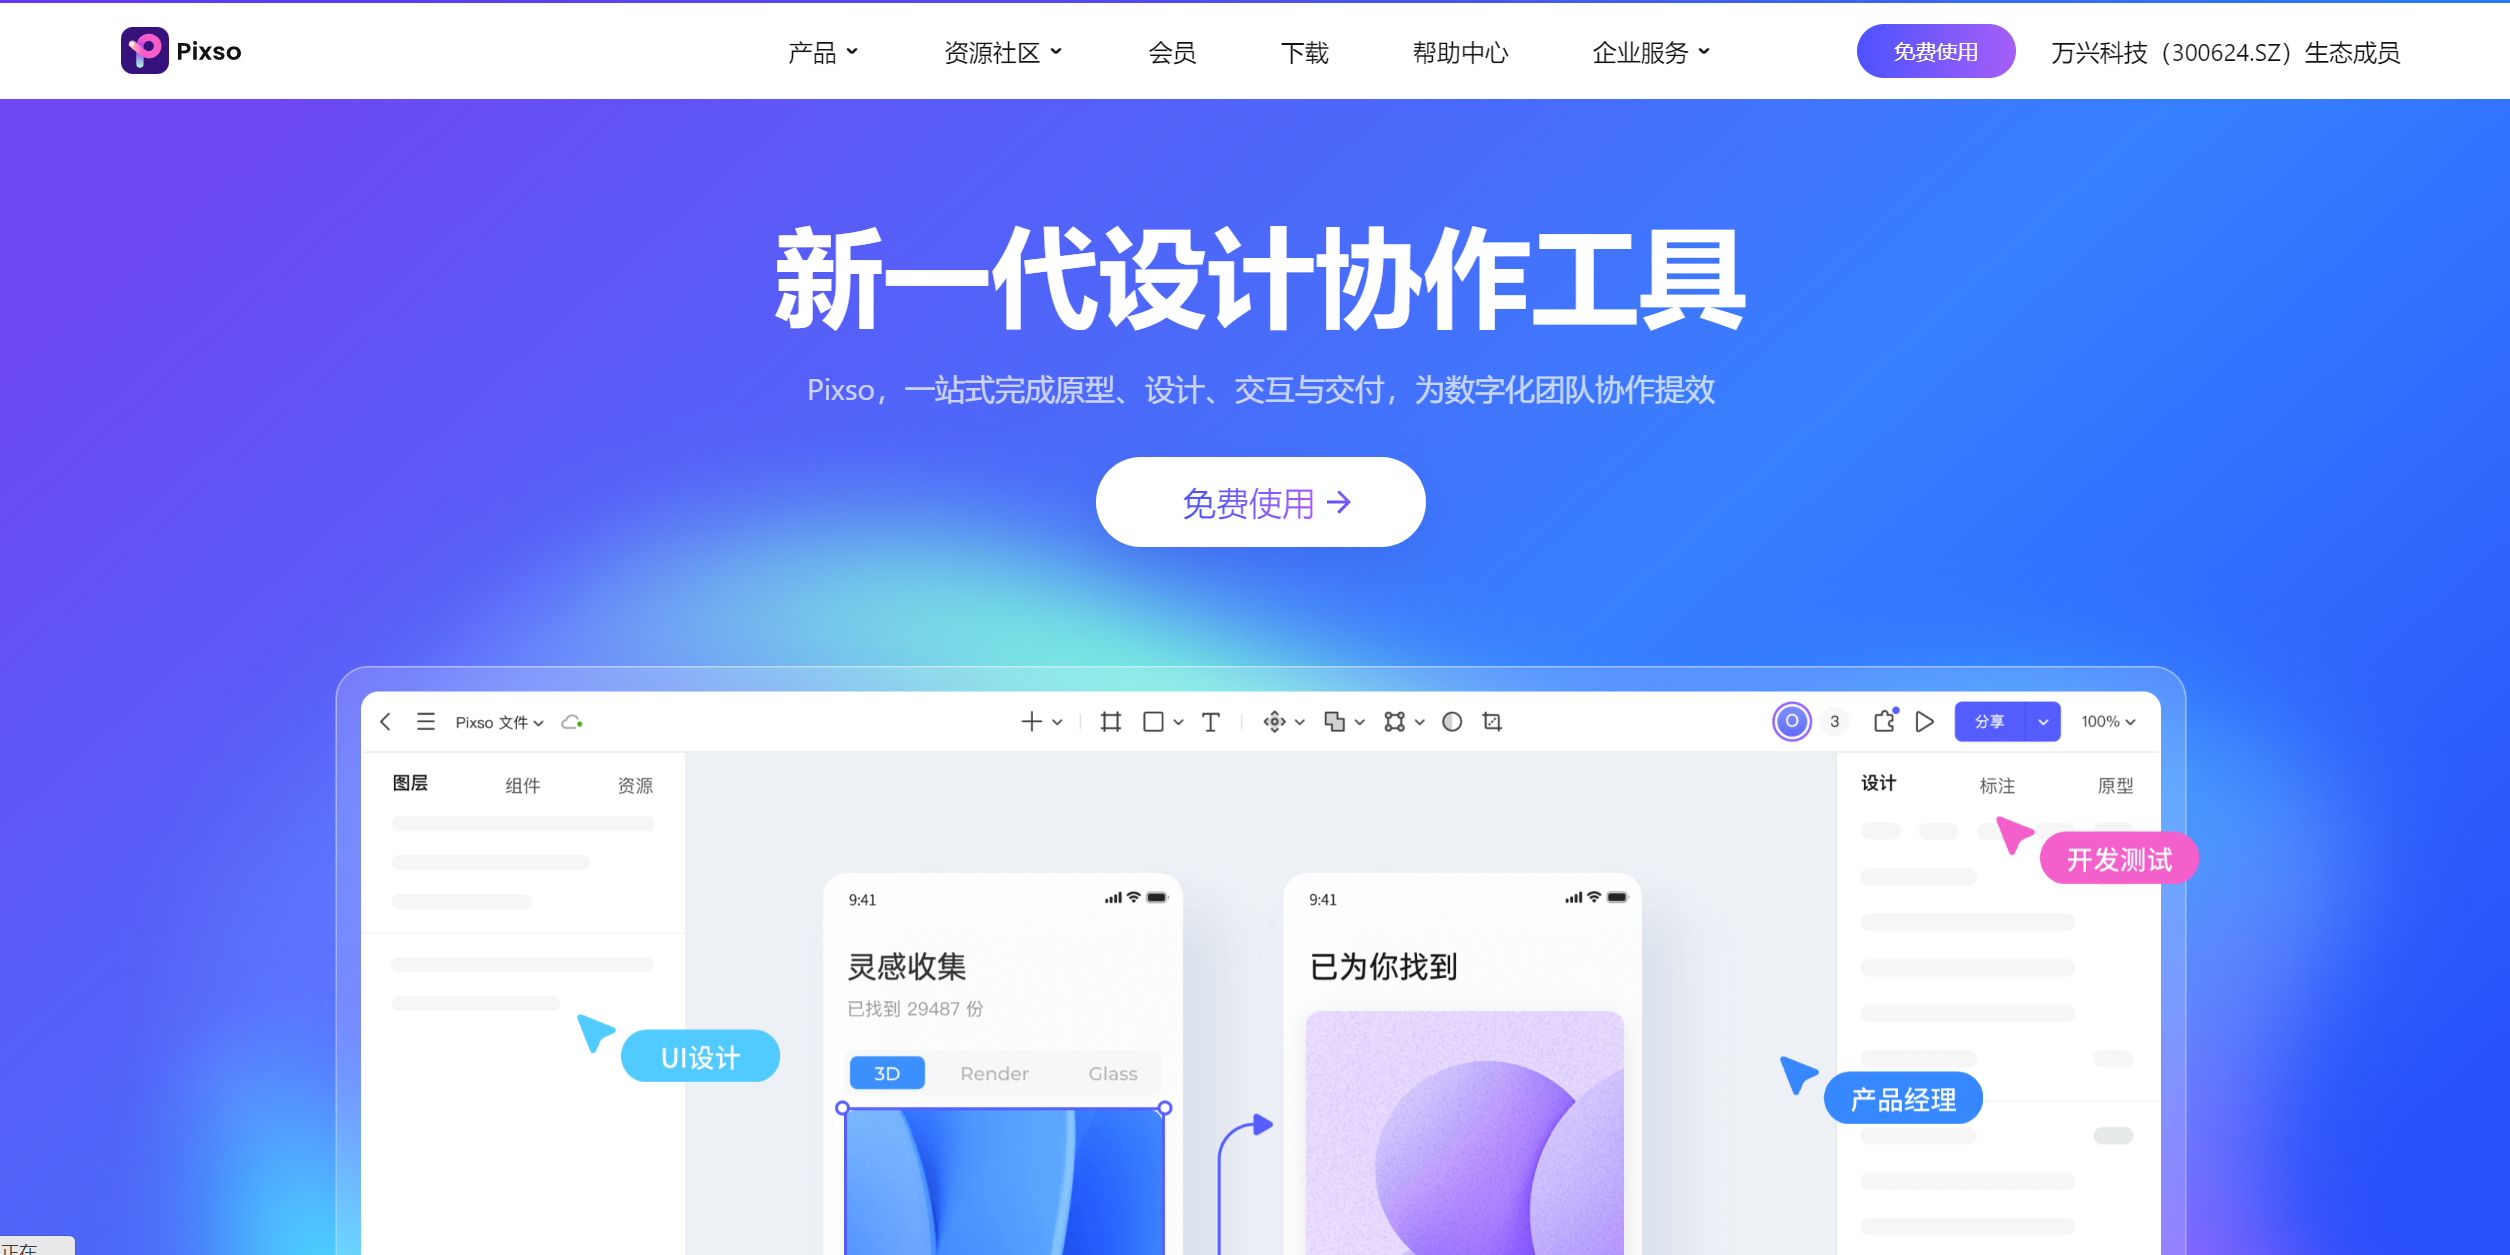 Pixso
产品
资源社区
会员
下载
帮助中心
企业服务
免费使用
万兴科技（300624.SZ）生态成员
新一代设计协作工具
Pixso，一站式完成原型、设计、交互与交付，为数字化团队协作提效
免费使用
Pixso 文件
O
3
分享
100%
图层
组件
资源
设计
标注
原型
开发测试
9:41
灵感收集
已找到 29487 份
3D
Render
Glass
9:41
已为你找到
UI设计
产品经理
正在